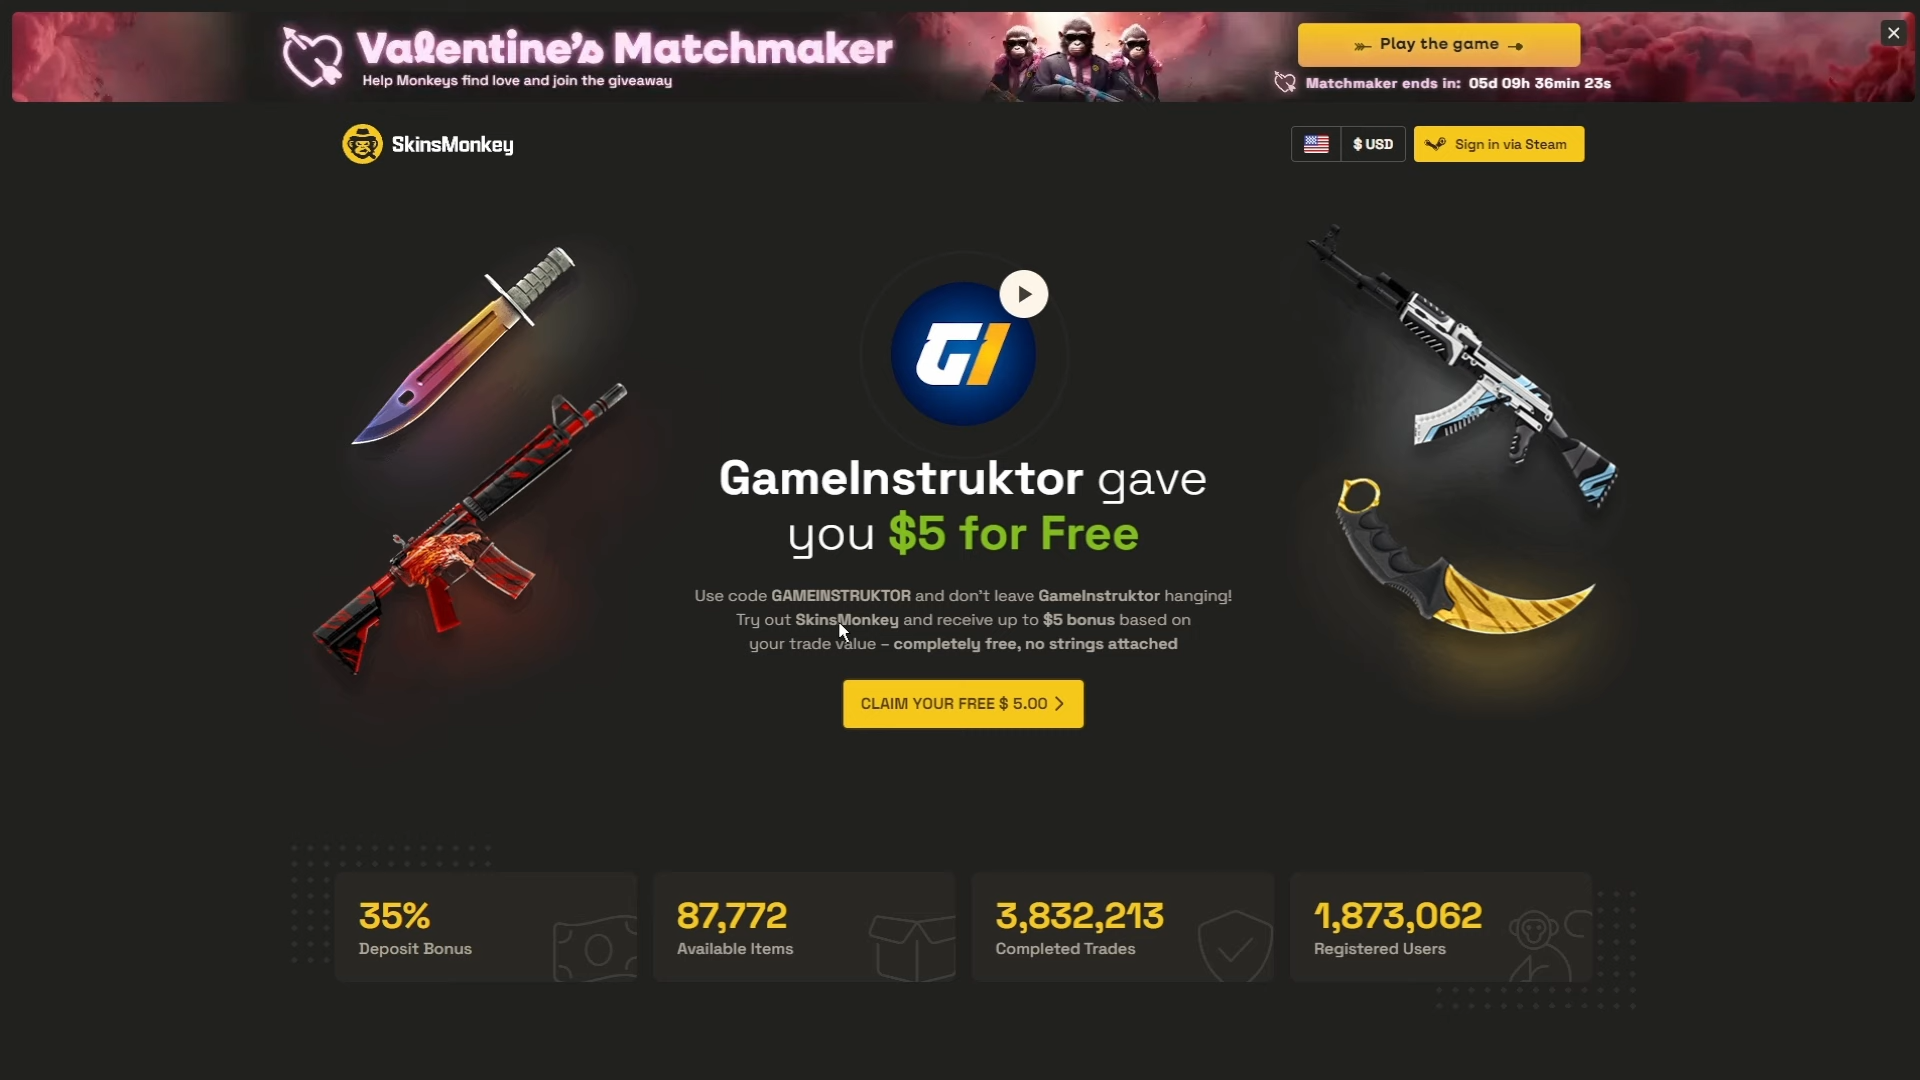 Valentine's Matchmaker
Help Monkeys find love and join the giveaway
Play the game
Matchmaker ends in: 05d 09h 36min 23s
SkinsMonkey
$ USD
Sign in via Steam
GI
GameInstruktor gave
you $5 for Free
Use code GAMEINSTRUKTOR and don't leave GameInstruktor hanging!
Try out SkinsMonkey and receive up to $5 bonus based on
your trade value – completely free, no strings attached
CLAIM YOUR FREE $ 5.00
35%
Deposit Bonus
87,772
Available Items
3,832,213
Completed Trades
1,873,062
Registered Users